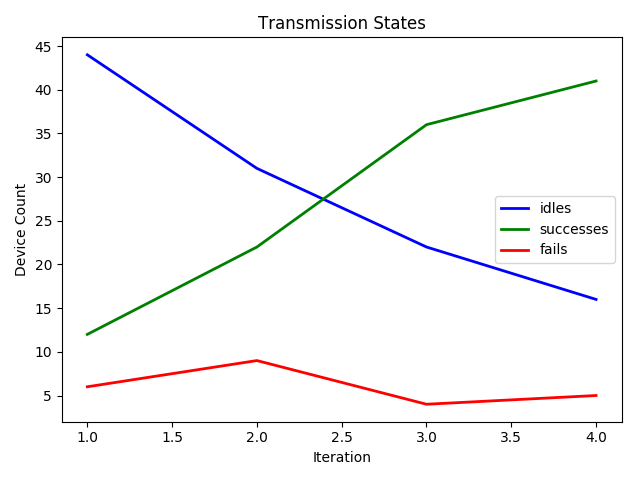 Transmission States
45
40
35
30
25
20
15
10
5
Device Count
idles
successes
fails
1.0 1.5 2.0 2.5 3.0 3.5 4.0
Iteration